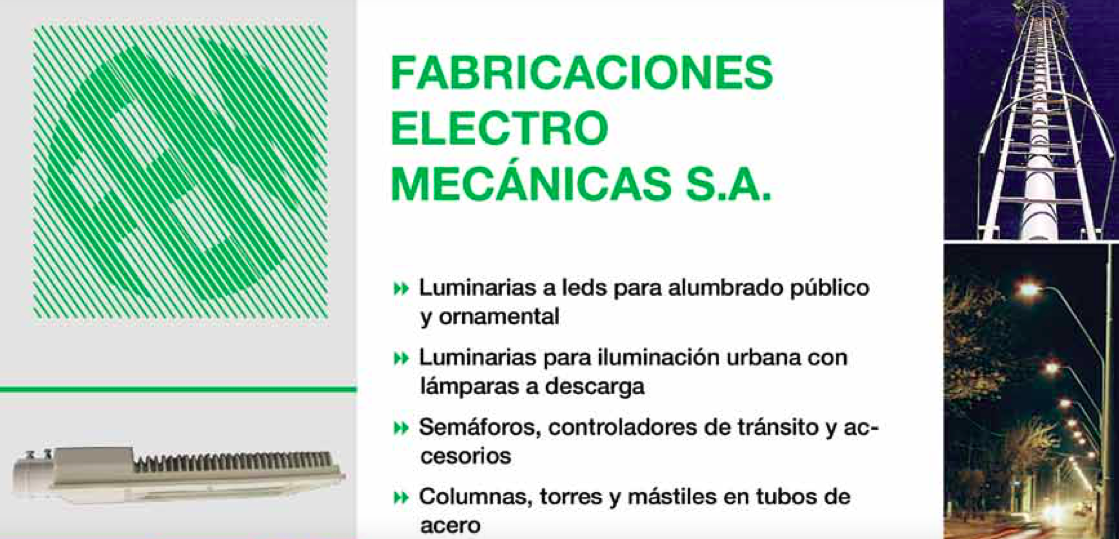 FABRICACIONES
ELECTRO
MECÁNICAS S.A.
Luminarias a leds para alumbrado público
y ornamental
Luminarias para iluminación urbana con
lámparas a descarga
Semáforos, controladores de tránsito y ac-
cesorios
Columnas, torres y mástiles en tubos de
acero